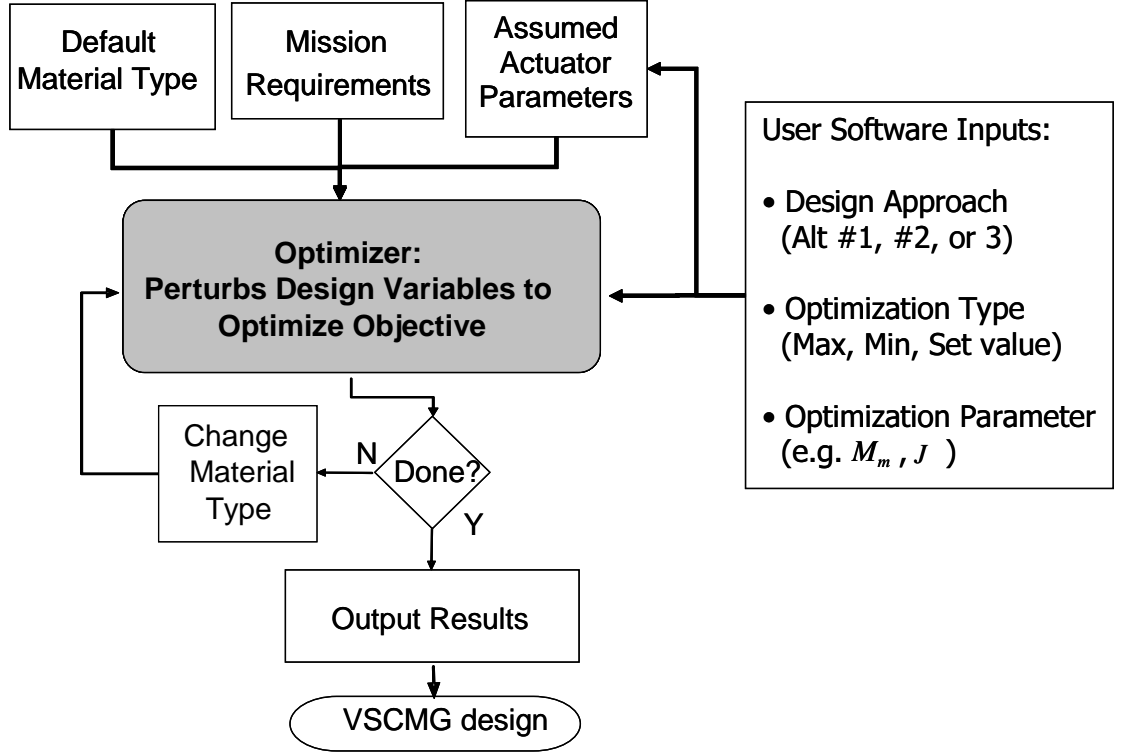 Default
Material Type
Mission
Requirements
Assumed
Actuator
Parameters
User Software Inputs:
• Design Approach
(Alt #1, #2, or 3)
• Optimization Type
(Max, Min, Set value)
• Optimization Parameter
(e.g. Mₘ , J )
Optimizer:
Perturbs Design Variables to
Optimize Objective
Change
Material
Type
N
Done?
Y
Output Results
VSCMG design